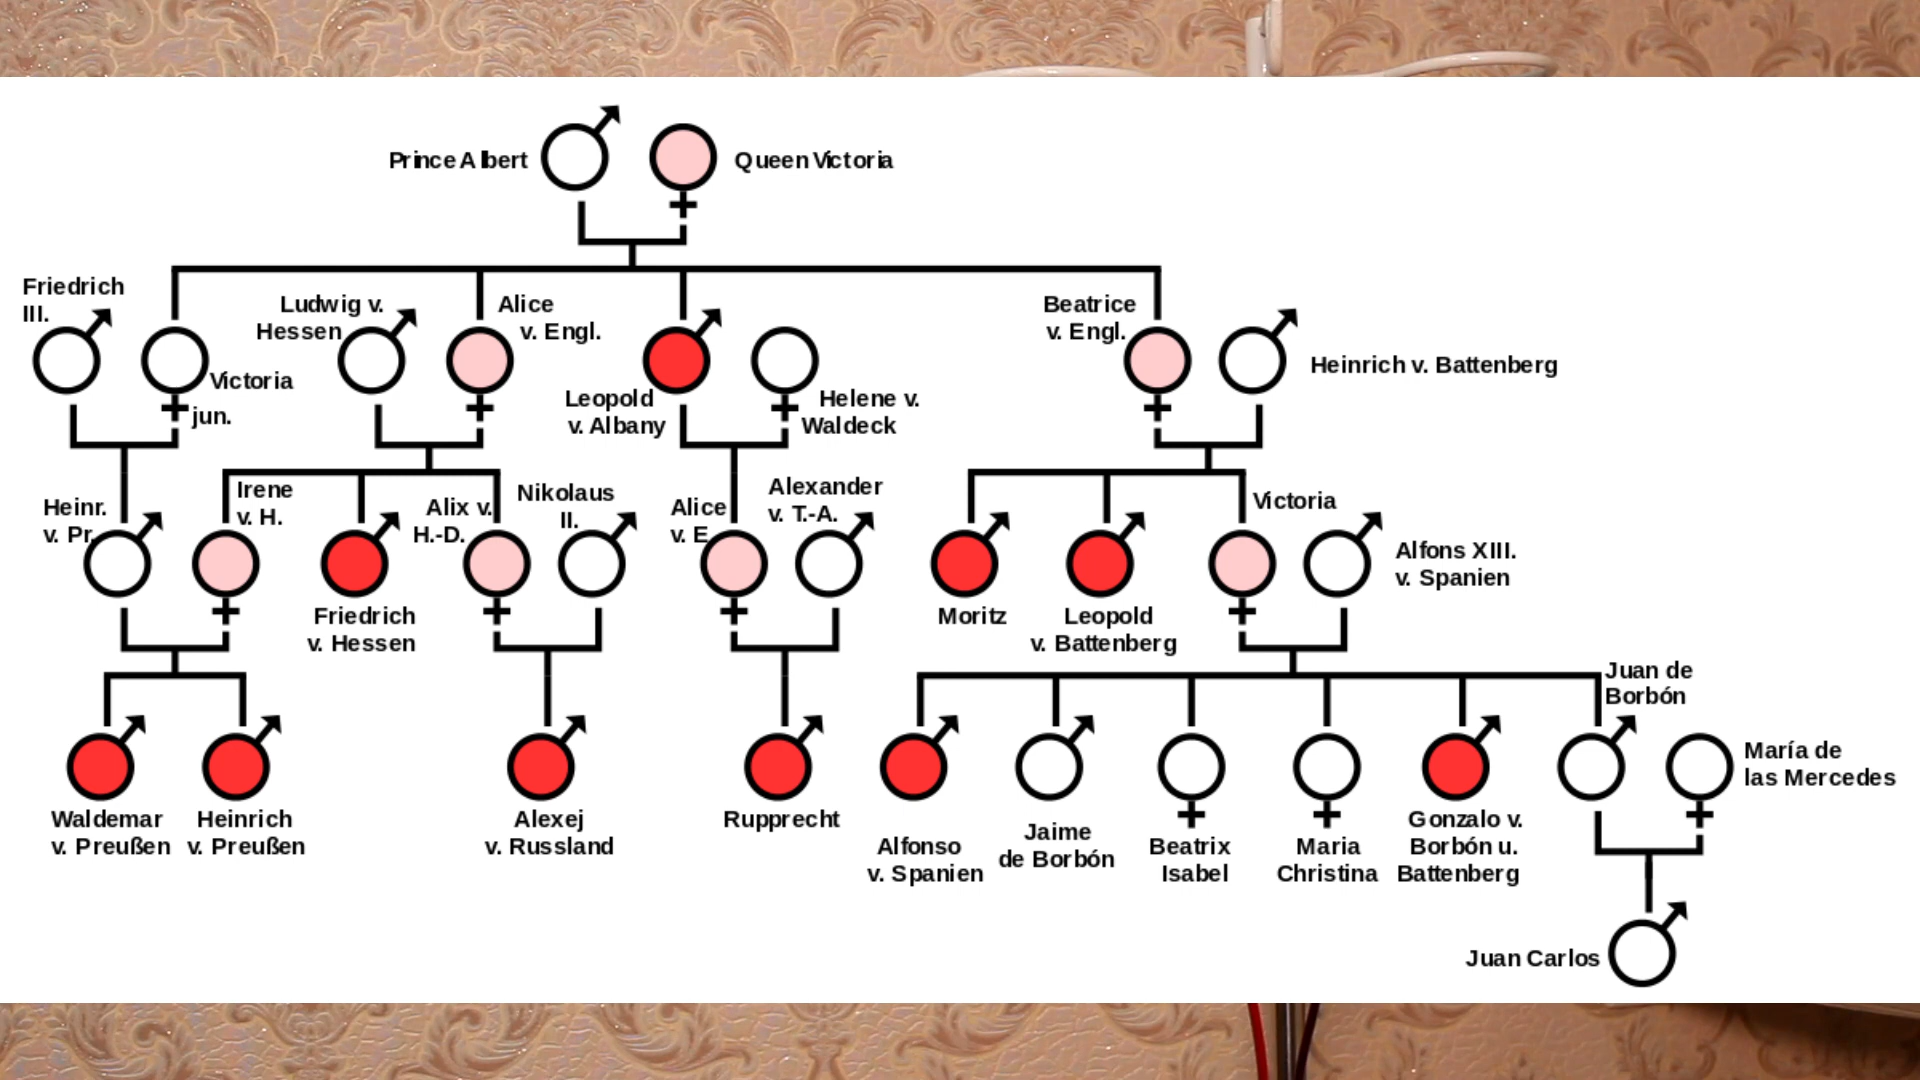 Prince Albert
Queen Victoria
Friedrich
III.
Victoria
jun.
Ludwig v.
Hessen
Alice
v. Engl.
Leopold
v. Albany
Helene v.
Waldeck
Beatrice
v. Engl.
Heinrich v. Battenberg
Heinr.
v. Pr.
Irene
v. H.
Friedrich
v. Hessen
Alix v.
H.-D.
Nikolaus
II.
Alice
v. E.
Alexander
v. T.-A.
Moritz
Leopold
v. Battenberg
Victoria
Alfons XIII.
v. Spanien
Waldemar
v. Preußen
Heinrich
v. Preußen
Alexej
v. Russland
Rupprecht
Alfonso
v. Spanien
Jaime
de Borbón
Beatrix
Isabel
Maria
Christina
Gonzalo v.
Borbón u.
Battenberg
Juan de
Borbón
María de
las Mercedes
Juan Carlos